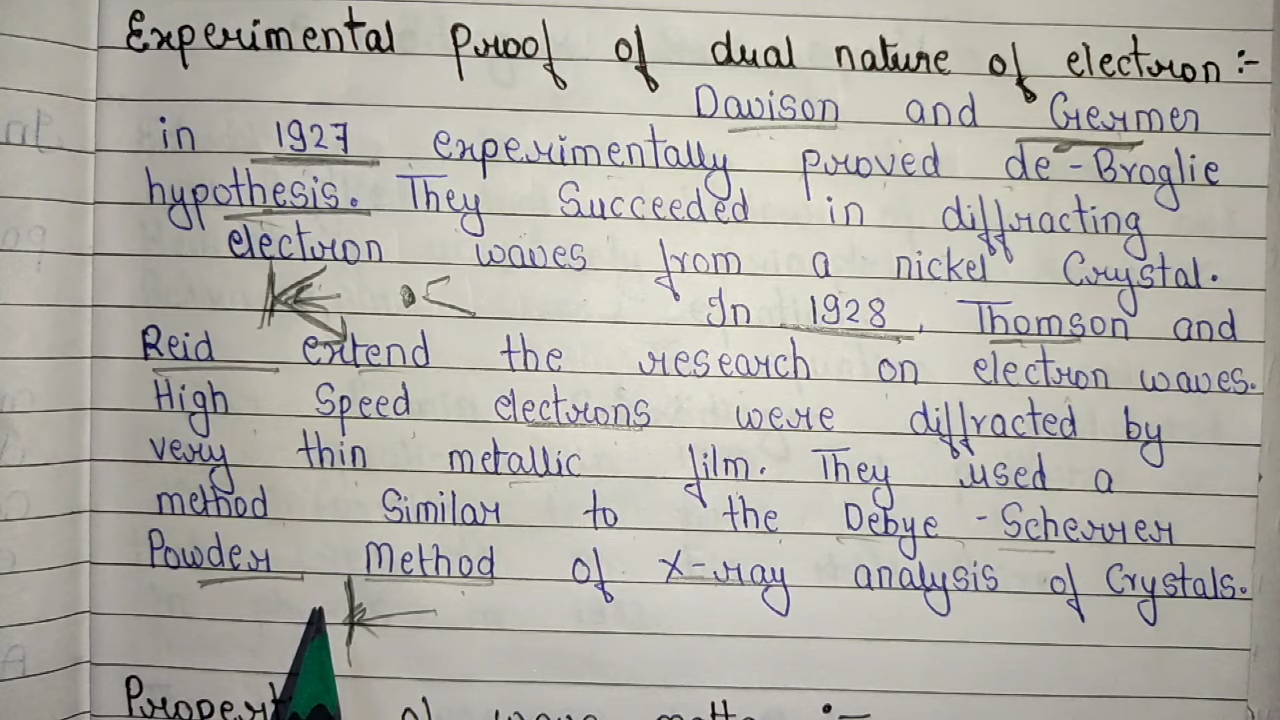 Experimental proof of dual nature of electron :-
Davison and Germer
in 1927 experimentally proved de-Broglie
hypothesis. They Succeeded in diffracting
electron waves from a nickel Crystal.
In 1928, Thomson and
Reid extend the research on electron waves.
High Speed electrons were diffracted by
very thin metallic film. They used a
method Similar to the Debye-Scherrer
Powder Method of X-ray analysis of Crystals.
of wave :-